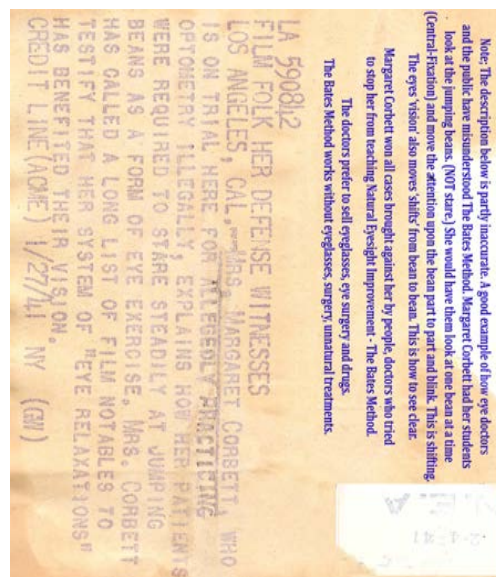 Note; The description below is partly inaccurate. A good example of how eye doctors
and the public have misunderstood The Bates Method. Margaret Corbett had her students
look at the jumping beans. (NOT stare.) She would have them look at one bean at a time
(Central-Fixation) and move the attention upon the bean part to part and blink. This is shifting.
The eyes 'vision' also moves 'shifts' from bean to bean. This is how to see clear.
Margaret Corbett won all cases brought against her by people, doctors who tried
to stop her from teaching Natural Eyesight Improvement - The Bates Method.
The doctors prefer to sell eyeglasses, eye surgery and drugs.
The Bates Method works without eyeglasses, surgery, unnatural treatments.
LA 590842
FILM FOLK HER DEFENSE WITNESSES
LOS ANGELES, CAL.--MRS. MARGARET CORBETT, WHO
IS ON TRIAL HERE FOR ALLEGEDLY PRACTICING
OPTOMETRY ILLEGALLY, EXPLAINS HOW HER PATIENTS
WERE REQUIRED TO STARE STEADILY AT JUMPING
BEANS AS A FORM OF EYE EXERCISE. MRS. CORBETT
HAS CALLED A LONG LIST OF FILM NOTABLES TO
TESTIFY THAT HER SYSTEM OF "EYE RELAXATIONS"
HAS BENEFITED THEIR VISION.
CREDIT LINE (ACME) 1/27/41 NY (GW)